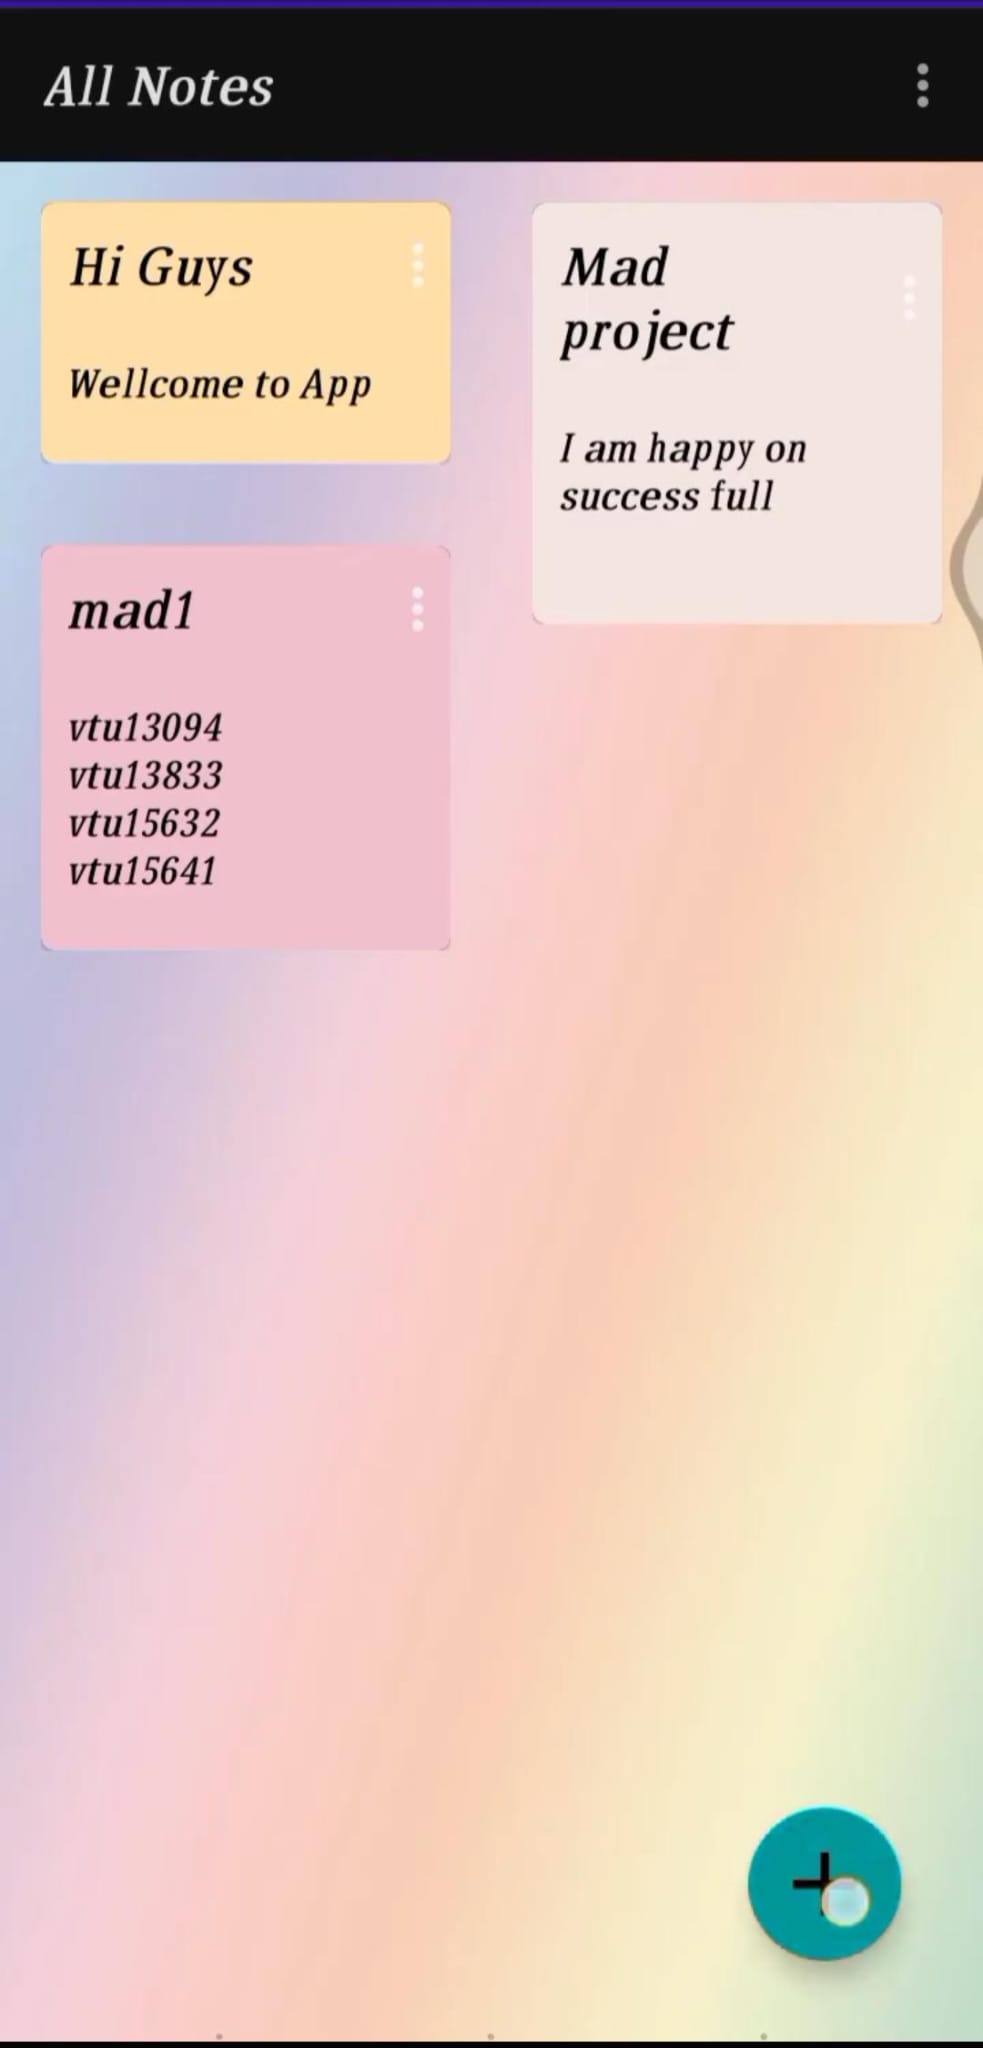 All Notes
Hi Guys
Wellcome to App
Mad
project
I am happy on
success full
mad1
vtu13094
vtu13833
vtu15632
vtu15641